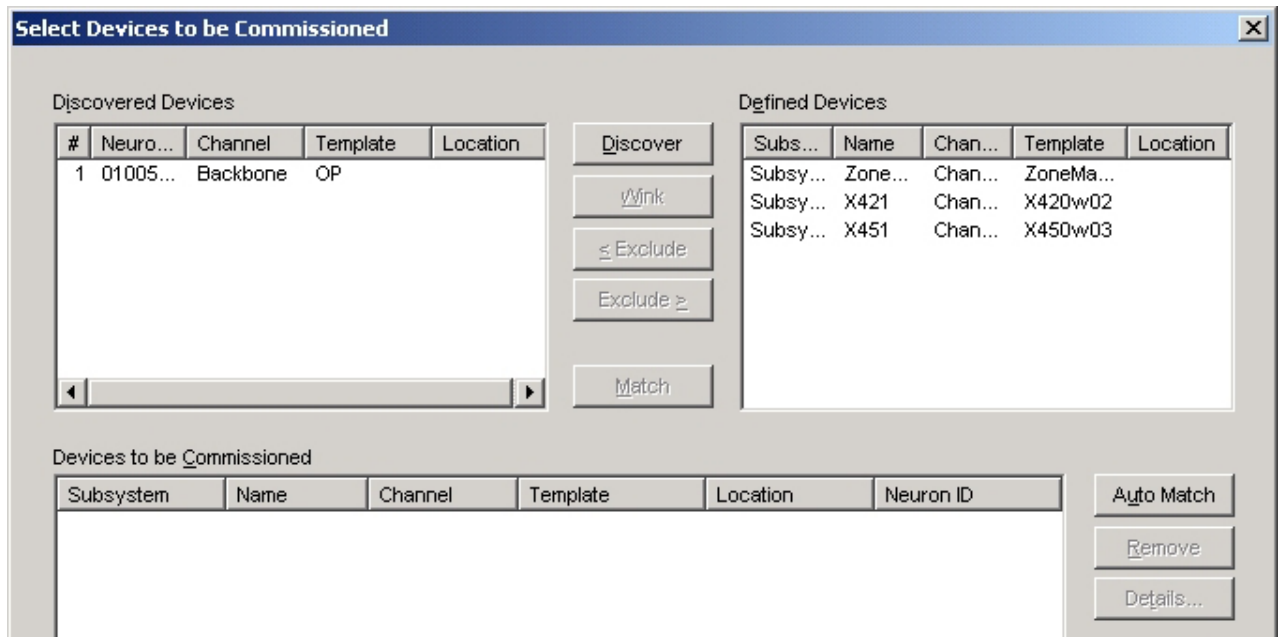 Select Devices to be Commissioned
Discovered Devices
# Neuro... Channel Template Location
1 01005... Backbone OP
Discover
Wink
≤ Exclude
Exclude ≥
Match
Defined Devices
Subs... Name Chan... Template Location
Subsy... Zone... Chan... ZoneMa...
Subsy... X421 Chan... X420w02
Subsy... X451 Chan... X450w03
Devices to be Commissioned
Subsystem Name Channel Template Location Neuron ID
Auto Match
Remove
Details...